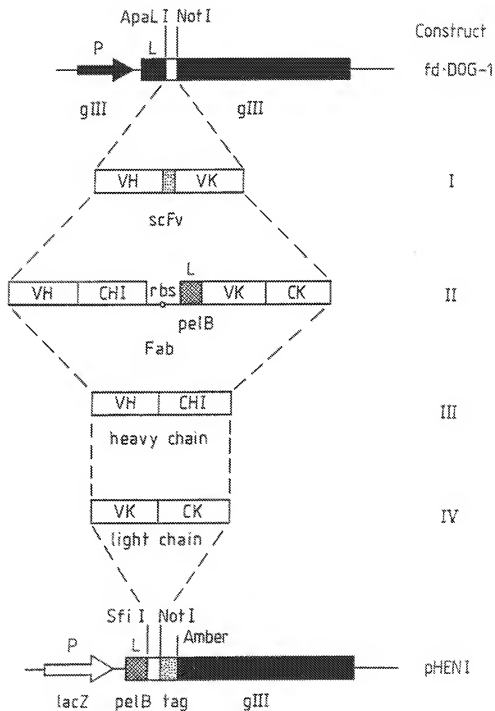 ApaL I Not I
Construct
P L
fd-DOG-1
gIII gIII
VH VK
I
scFv
L
VH CHI rbs VK CK
II
pelB
Fab
VH CHI
III
heavy chain
VK CK
IV
light chain
Sfi I Not I
Amber
P L
pHEN I
lacZ pelB tag gIII